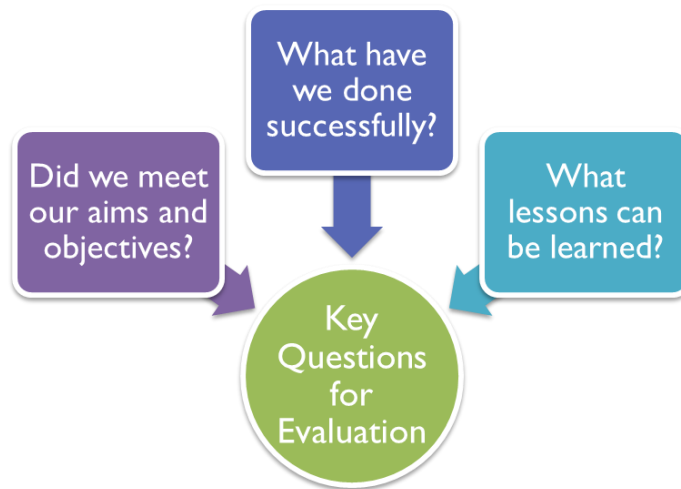 What have
we done
successfully?
Did we meet
our aims and
objectives?
What
lessons can
be learned?
Key
Questions
for
Evaluation